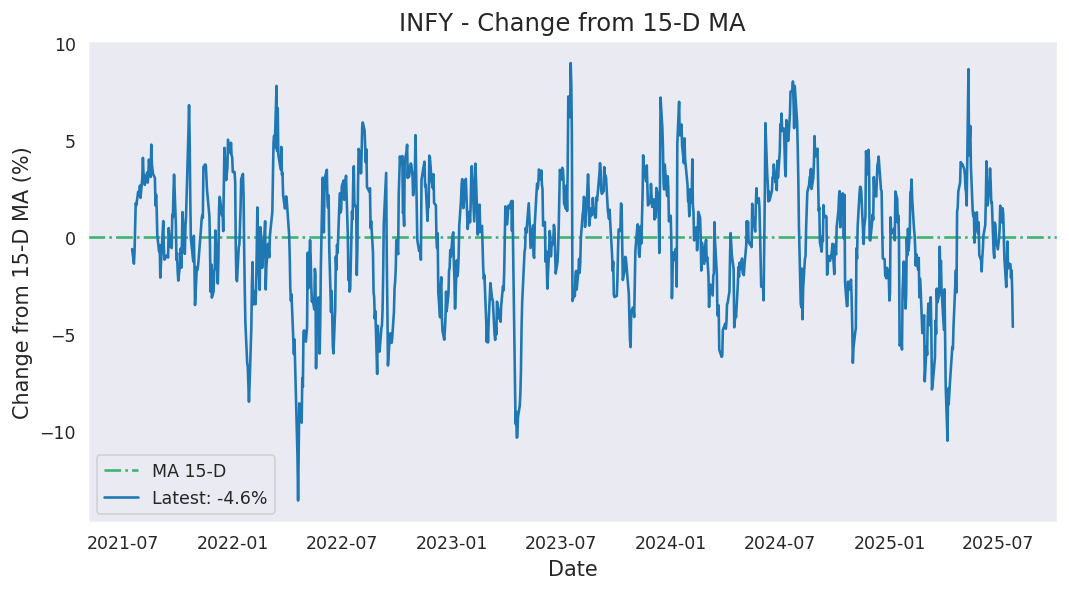 INFY - Change from 15-D MA
Change from 15-D MA (%)
10
5
0
−5
−10
MA 15-D
Latest: -4.6%
2021-07 2022-01 2022-07 2023-01 2023-07 2024-01 2024-07 2025-01 2025-07
Date